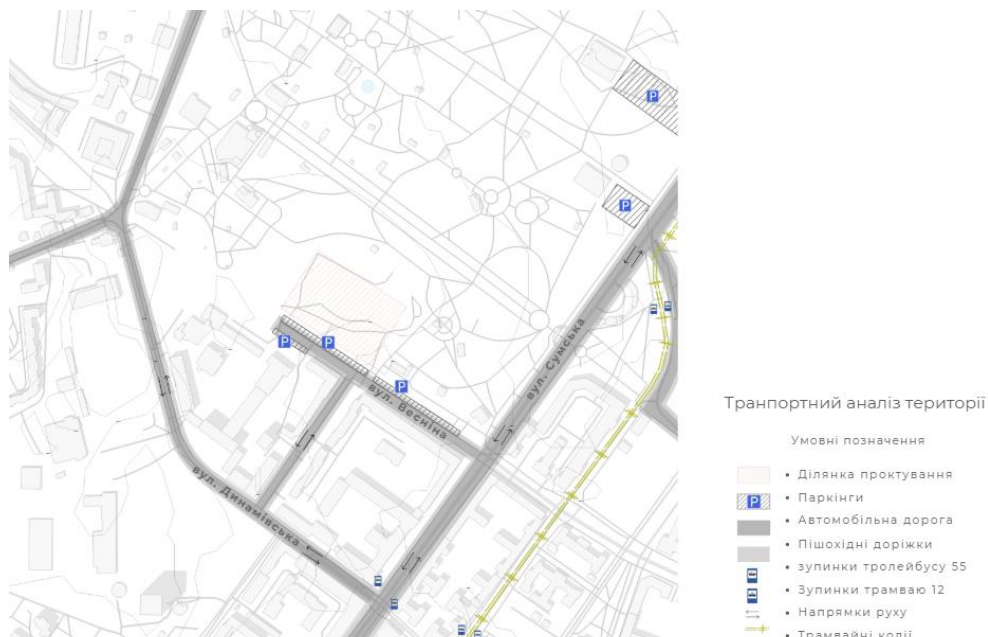 P
P
вул. Сумська
P
P
P
вул. Весніна
вул. Динамівська
Транпортний аналіз території
Умовні позначення
• Ділянка проктування
P • Паркінги
• Автомобільна дорога
• Пішохідні доріжки
• зупинки тролейбусу 55
• Зупинки трамваю 12
• Напрямки руху
• Трамвайні колії